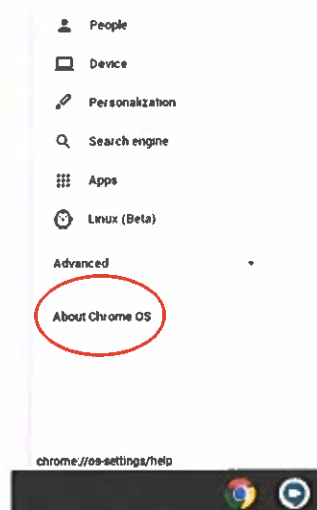 People
Device
Personalization
Search engine
Apps
Linux (Beta)
Advanced
About Chrome OS
chrome://os-settings/help